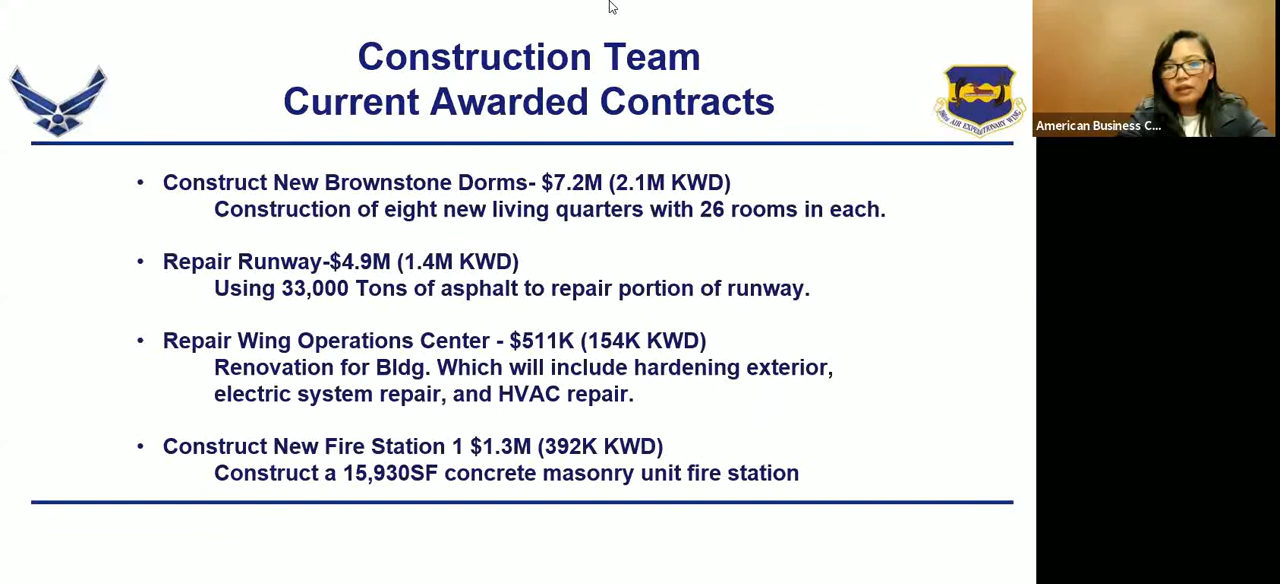 Construction Team
Current Awarded Contracts
• Construct New Brownstone Dorms- $7.2M (2.1M KWD)
Construction of eight new living quarters with 26 rooms in each.
• Repair Runway-$4.9M (1.4M KWD)
Using 33,000 Tons of asphalt to repair portion of runway.
• Repair Wing Operations Center - $511K (154K KWD)
Renovation for Bldg. Which will include hardening exterior,
electric system repair, and HVAC repair.
• Construct New Fire Station 1 $1.3M (392K KWD)
Construct a 15,930SF concrete masonry unit fire station
AIR EXPEDITIONARY WING
American Business C...